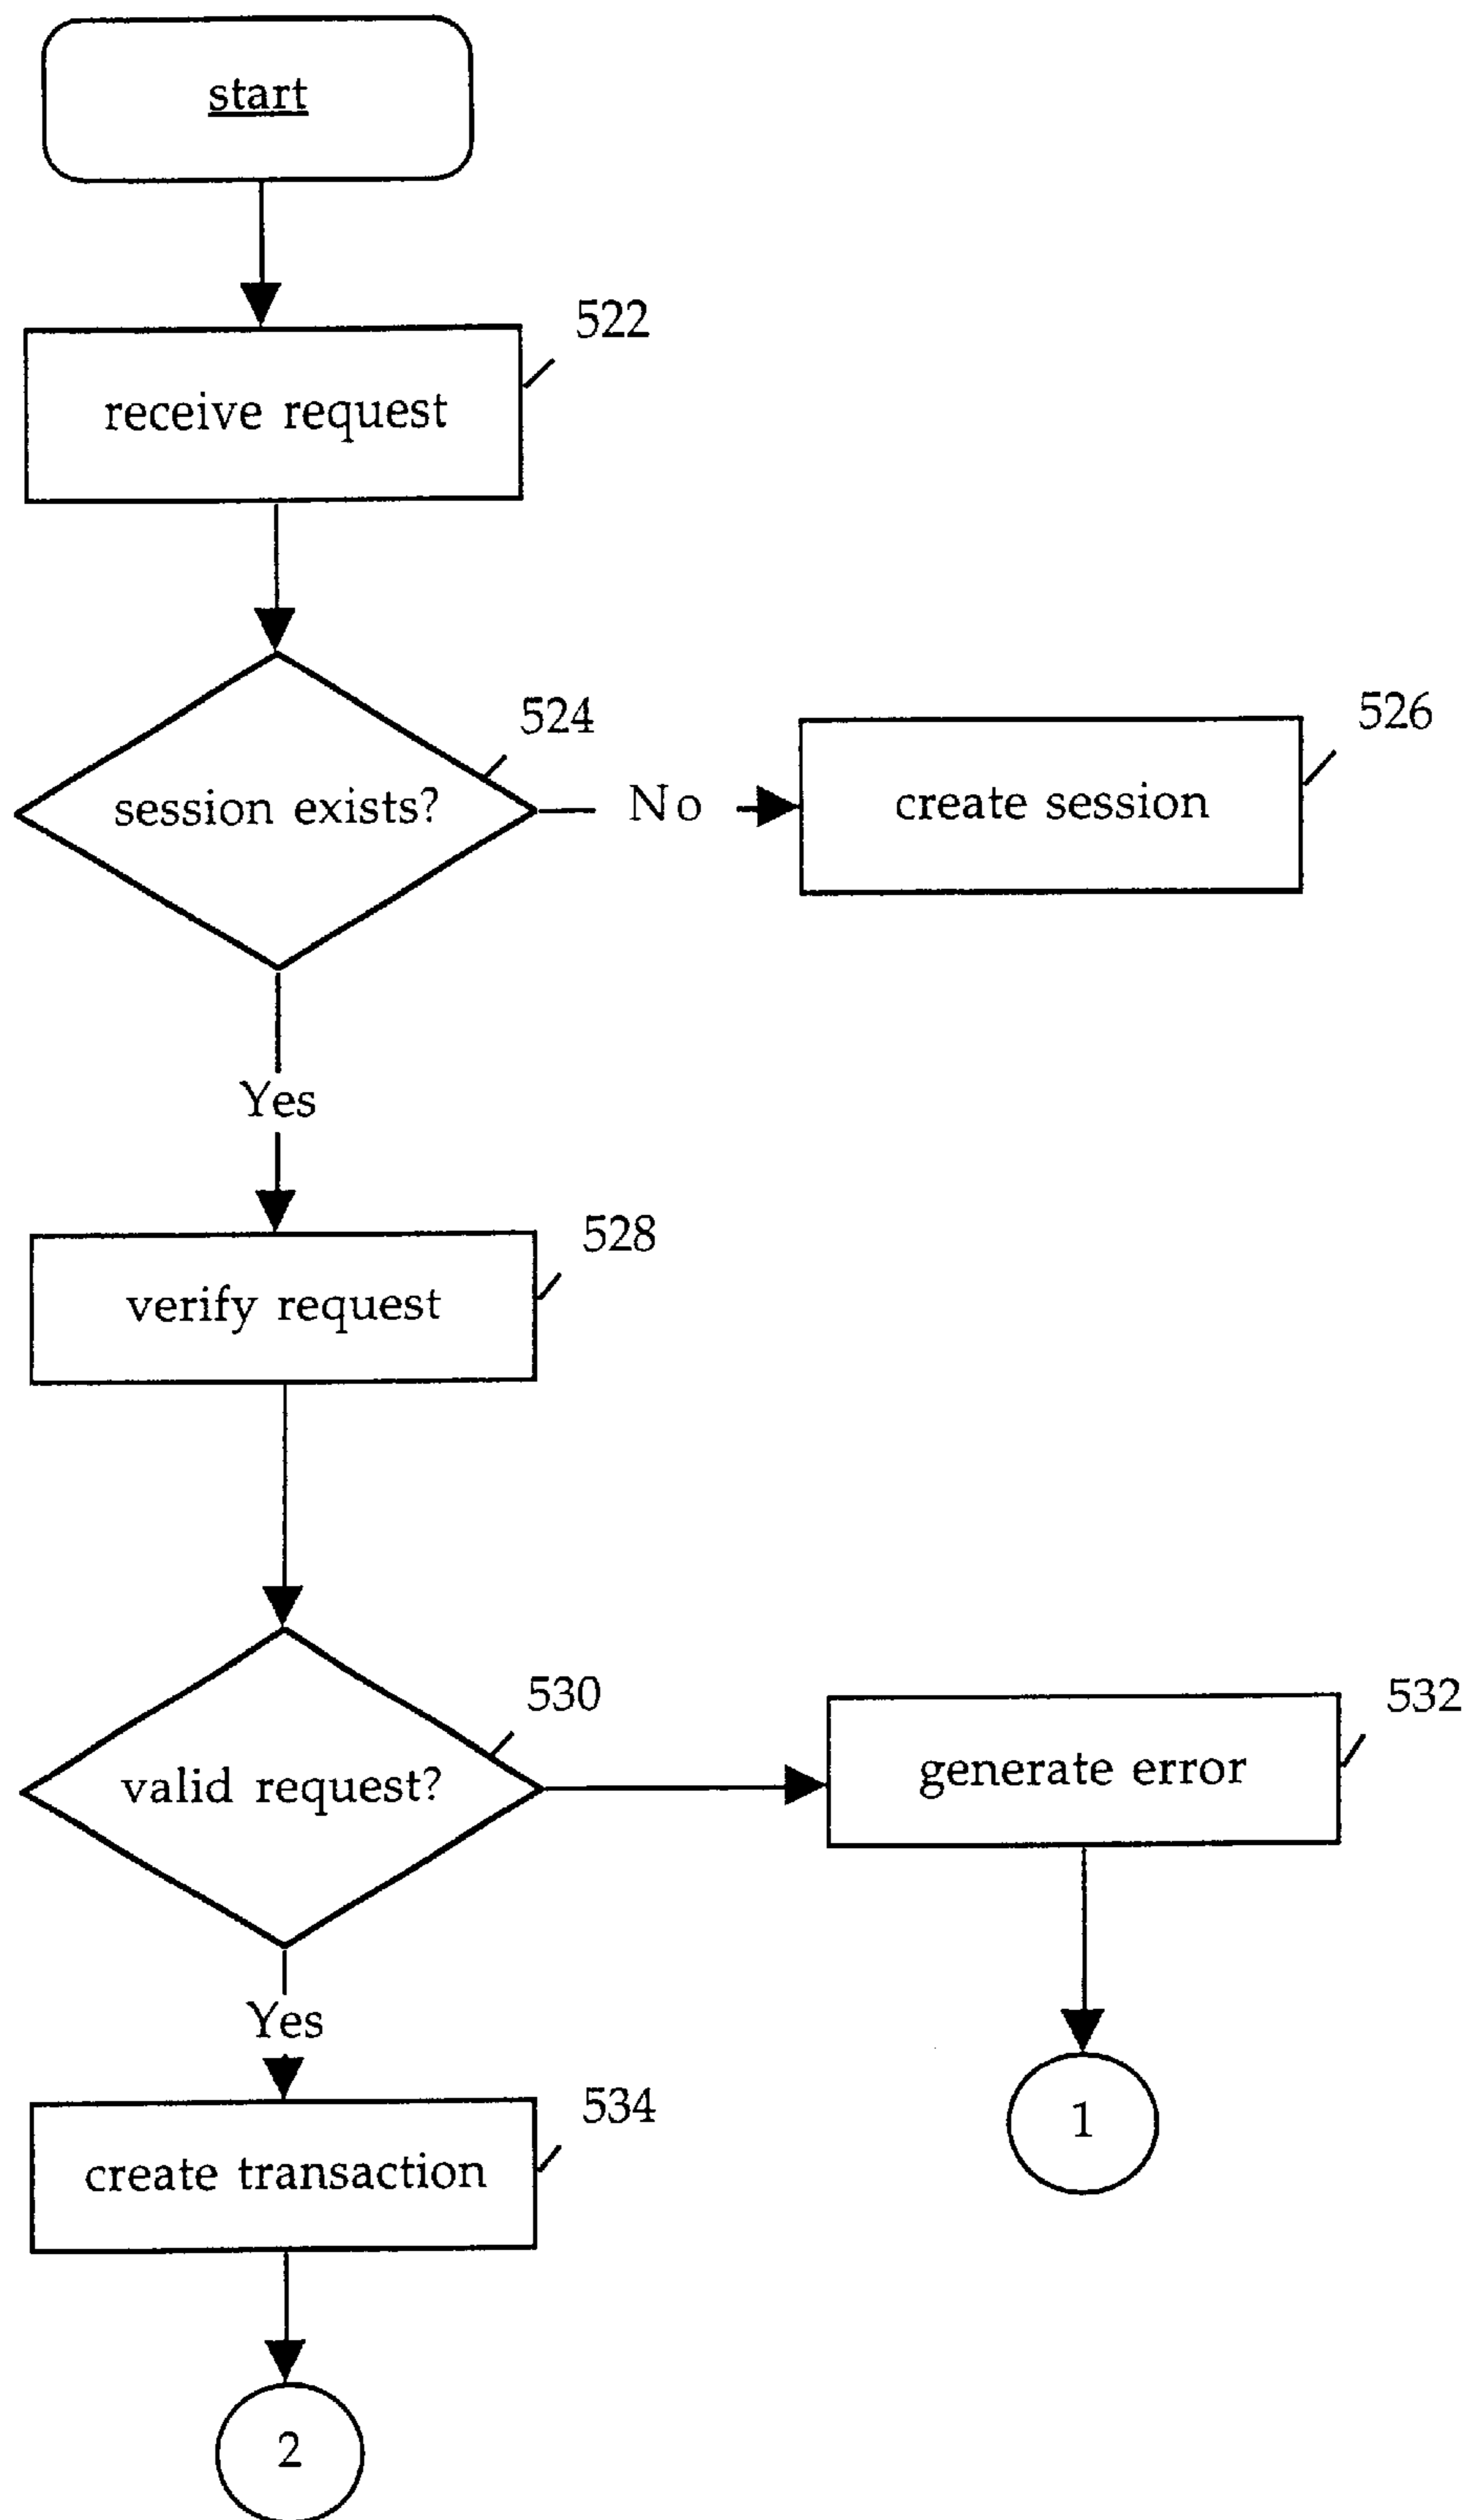 start
522
receive request
524
526
session exists?
No
create session
Yes
528
verify request
530
532
valid request?
generate error
Yes
534
1
create transaction
2